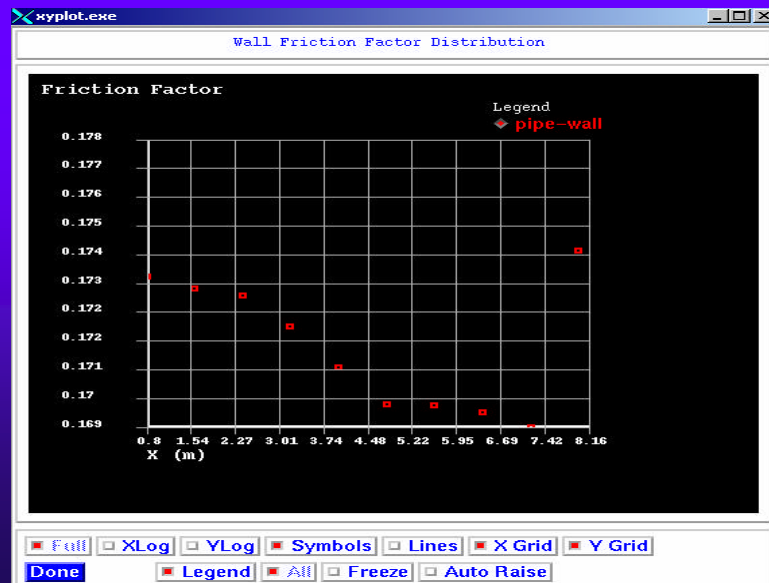 xyplot.exe
Wall Friction Factor Distribution
Friction Factor
Legend
pipe-wall
0.178
0.177
0.176
0.175
0.174
0.173
0.172
0.172
0.171
0.17
0.169
0.8 1.54 2.27 3.01 3.74 4.48 5.22 5.95 6.69 7.42 8.16
X (m)
Full XLog YLog Symbols Lines X Grid Y Grid
Done Legend All Freeze Auto Raise